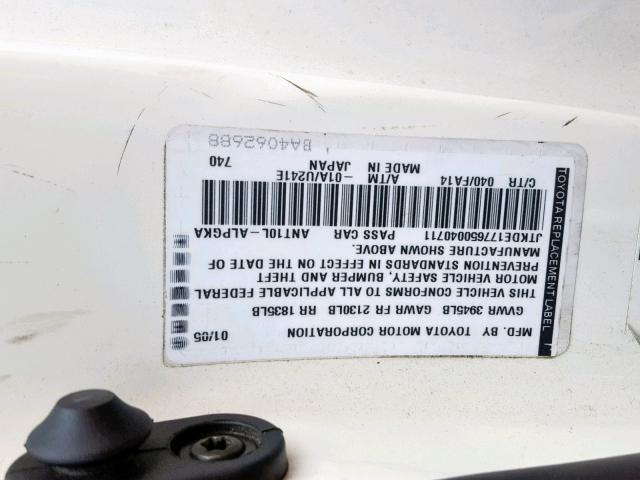 TOYOTA REPLACEMENT LABEL 1
MFD. BY TOYOTA MOTOR CORPORATION 01/05
GVWR 3945LB GAWR FR 2130LB RR 1835LB
THIS VEHICLE CONFORMS TO ALL APPLICABLE FEDERAL
MOTOR VEHICLE SAFETY, BUMPER AND THEFT
PREVENTION STANDARDS IN EFFECT ON THE DATE OF
MANUFACTURE SHOWN ABOVE.
JTKDE177650040711 PASS CAR ANT10L-ALPGKA
C/TR 040/FA14 A/TM -01A/U241E
MADE IN JAPAN 740
BA4062688